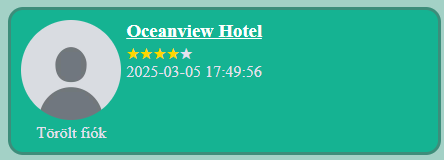 Oceanview Hotel
★★★★★
2025-03-05 17:49:56
Törölt fiók